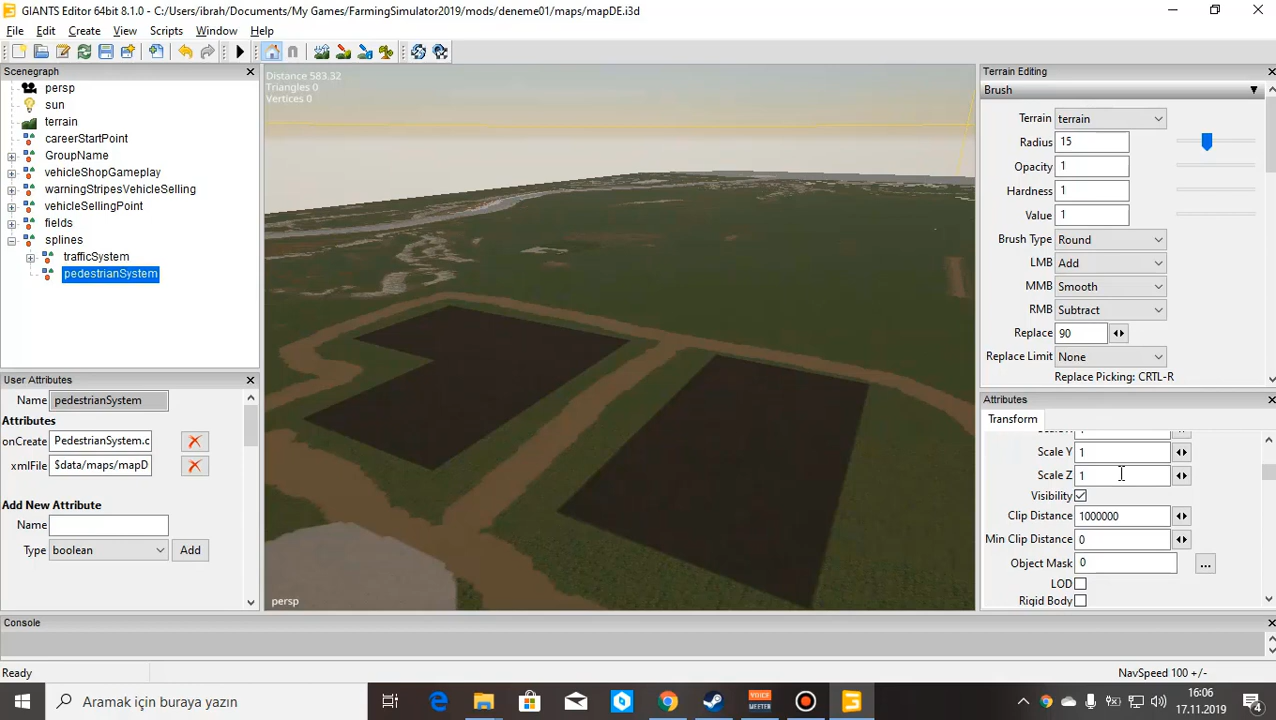 GIANTS Editor 64bit 8.1.0 - C:/Users/ibrah/Documents/My Games/FarmingSimulator2019/mods/deneme01/maps/mapDE.i3d
File Edit Create View Scripts Window Help
Scenegraph
persp
sun
terrain
careerStartPoint
GroupName
vehicleShopGameplay
warningStripesVehicleSelling
vehicleSellingPoint
fields
splines
trafficSystem
pedestrianSystem
User Attributes
Name pedestrianSystem
Attributes
onCreate PedestrianSystem.c
xmlFile $data/maps/mapD
Add New Attribute
Name
Type boolean Add
Distance 583.32
Triangles 0
Vertices 0
persp
Terrain Editing
Brush
Terrain terrain
Radius 15
Opacity 1
Hardness 1
Value 1
Brush Type Round
LMB Add
MMB Smooth
RMB Subtract
Replace 90
Replace Limit None
Replace Picking: CRTL-R
Attributes
Transform
Scale Y 1
Scale Z 1
Visibility
Clip Distance 1000000
Min Clip Distance 0
Object Mask 0 ...
LOD
Rigid Body
Console
Ready NavSpeed 100 +/-
Aramak için buraya yazın
VOICE
MEETER
16:06
17.11.2019
4